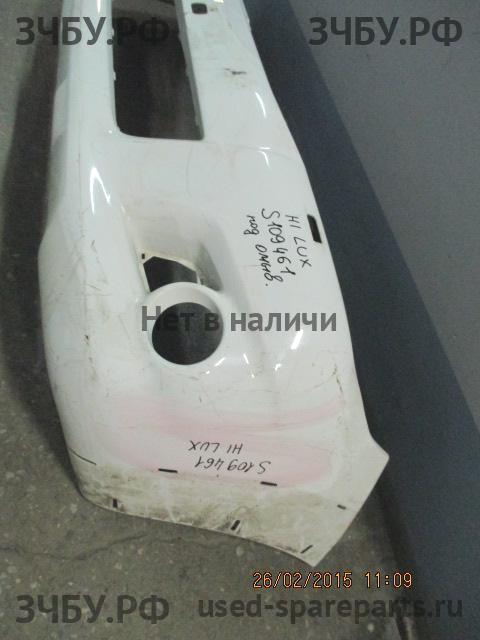 ЗЧБУ.РФ
ЗЧБУ.РФ
HI LUX
S109461
под омыв.
Нет в наличи
HI LUX
S109461
26/02/2015 11:09
ЗЧБУ.РФ
used-spareparts.ru